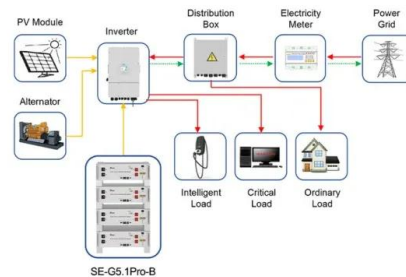 PV Module
Inverter
Distribution
Box
Electricity
Meter
Power
Grid
Alternator
Intelligent
Load
Critical
Load
Ordinary
Load
SE-G5.1Pro-B